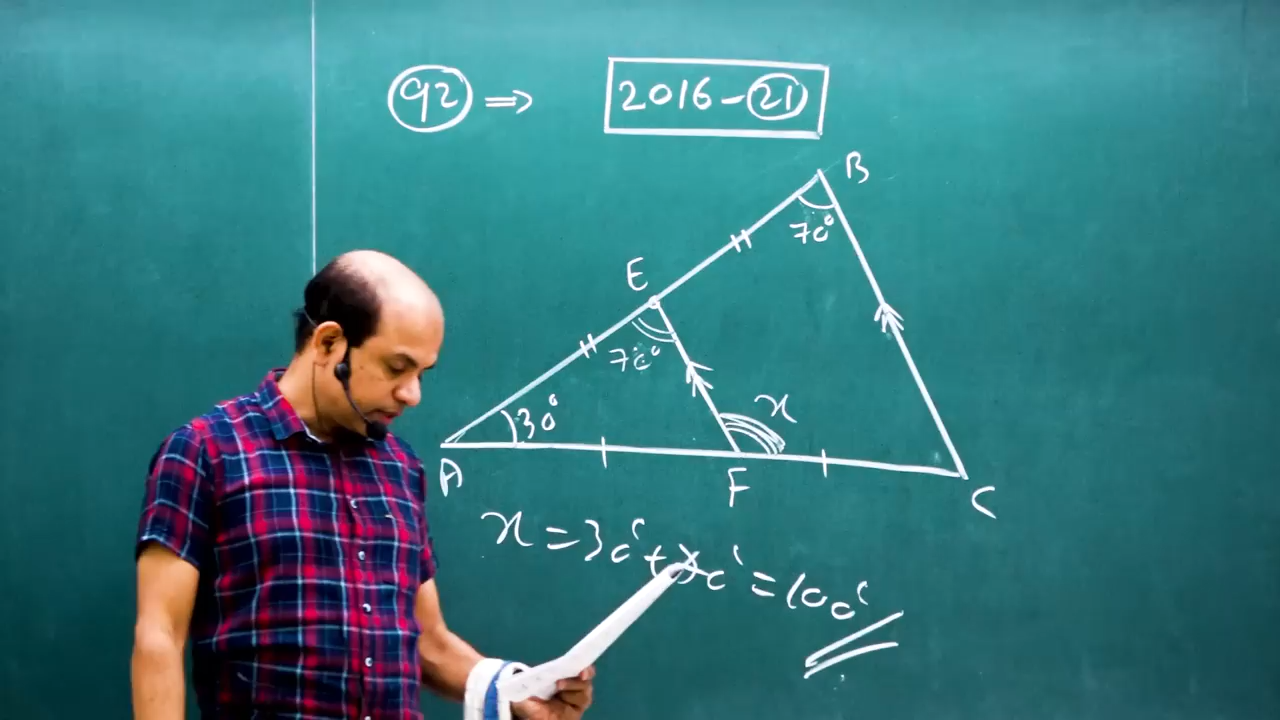 92 ⇒ 2016-21
B
70°
E
70°
x
30°
A
F
C
x = 30° + 70° = 100°